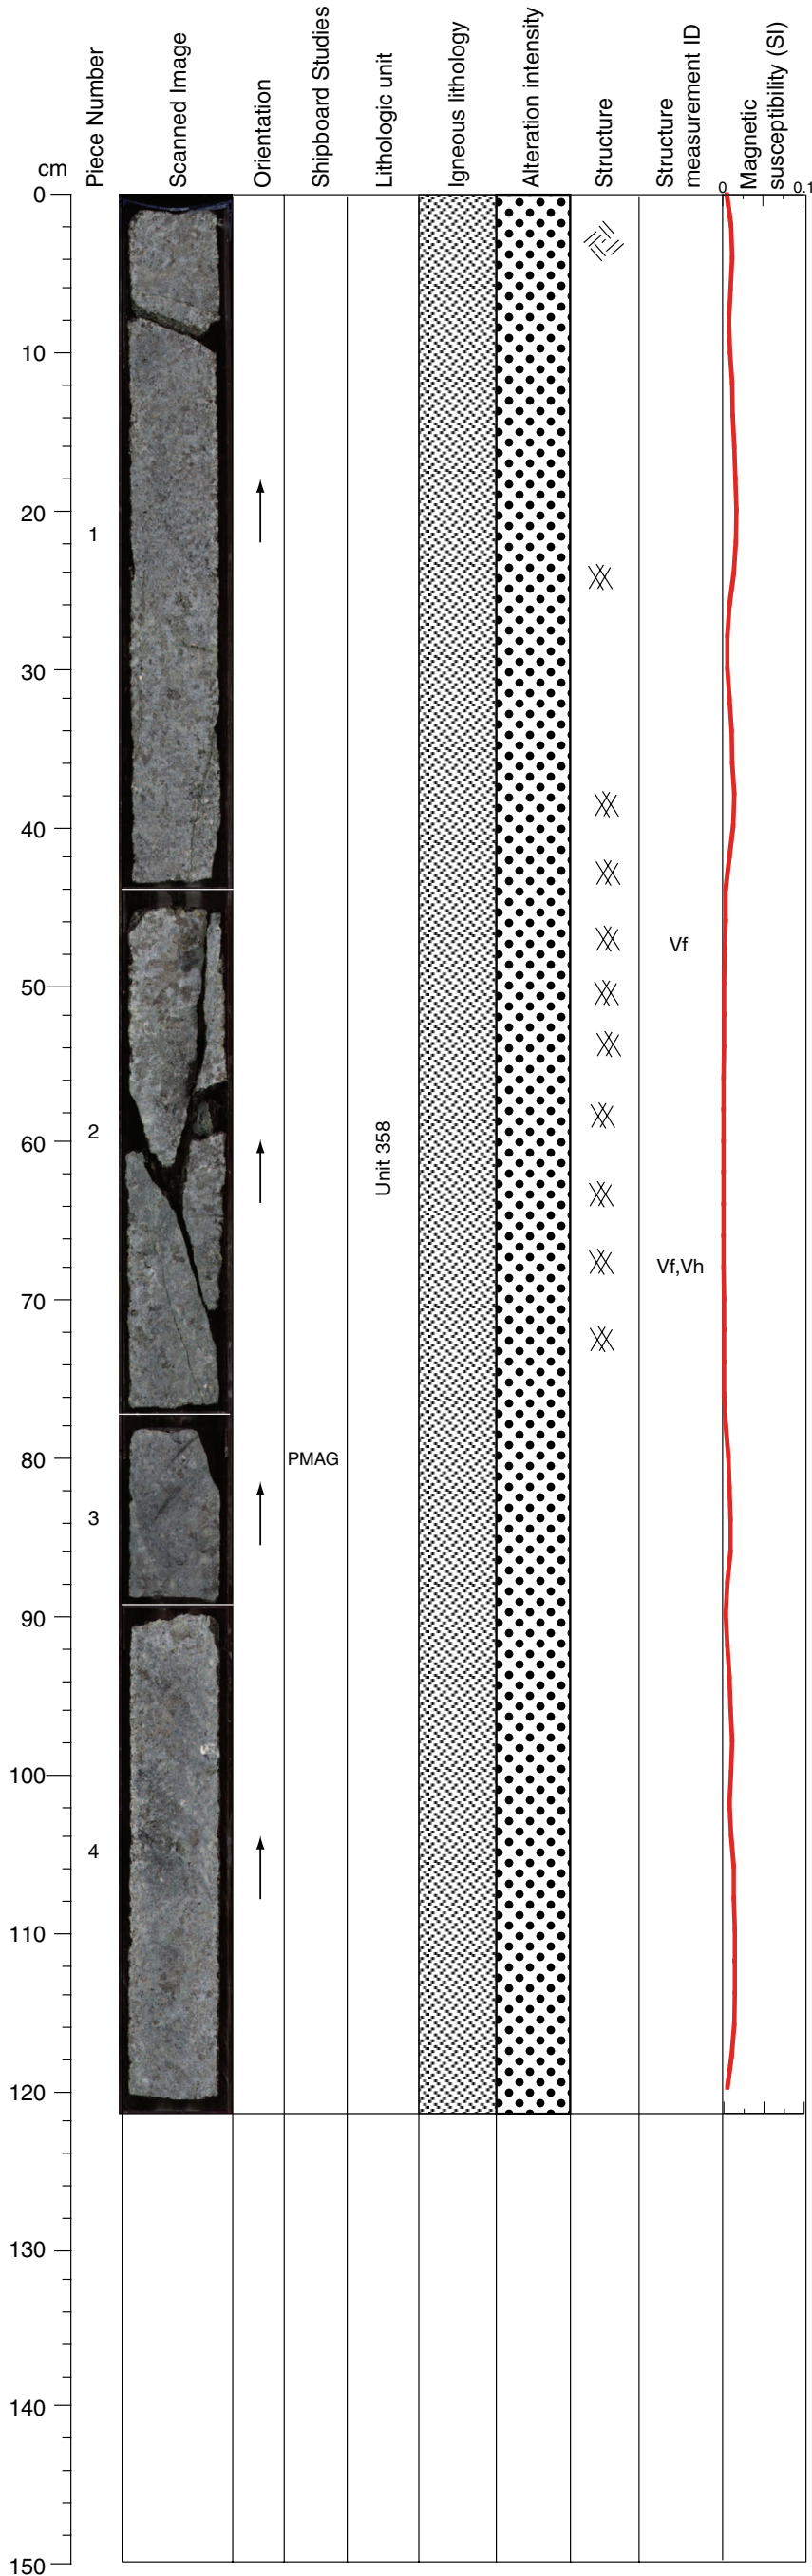 cm
Piece Number
Scanned Image
Orientation
Shipboard Studies
Lithologic unit
Igneous lithology
Alteration intensity
Structure
Structure
measurement ID
Magnetic
susceptibility (SI)
0
0.1
0
10
20
1
30
40
50
Vf
60
2
Unit 358
70
Vf,Vh
80
PMAG
3
90
100
4
110
120
130
140
150